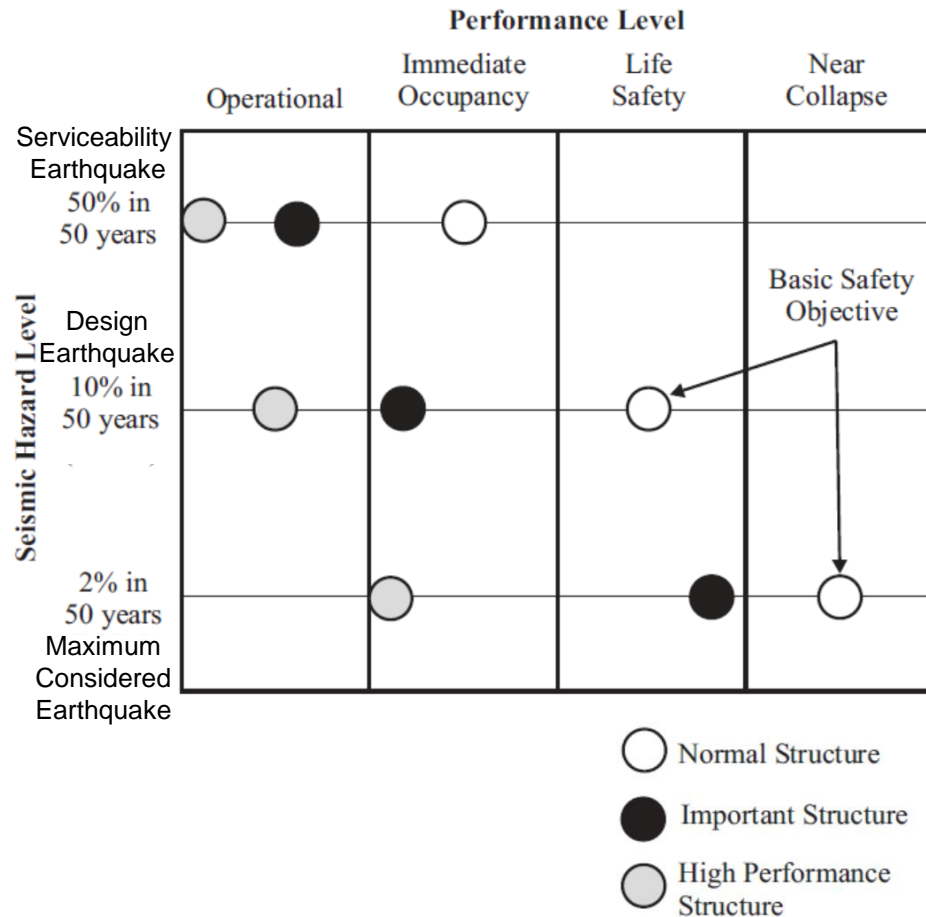 Performance Level
Operational
Immediate
Occupancy
Life
Safety
Near
Collapse
Seismic Hazard Level
Serviceability
Earthquake
50% in
50 years
Design
Earthquake
10% in
50 years
2% in
50 years
Maximum
Considered
Earthquake
Basic Safety
Objective
Normal Structure
Important Structure
High Performance
Structure